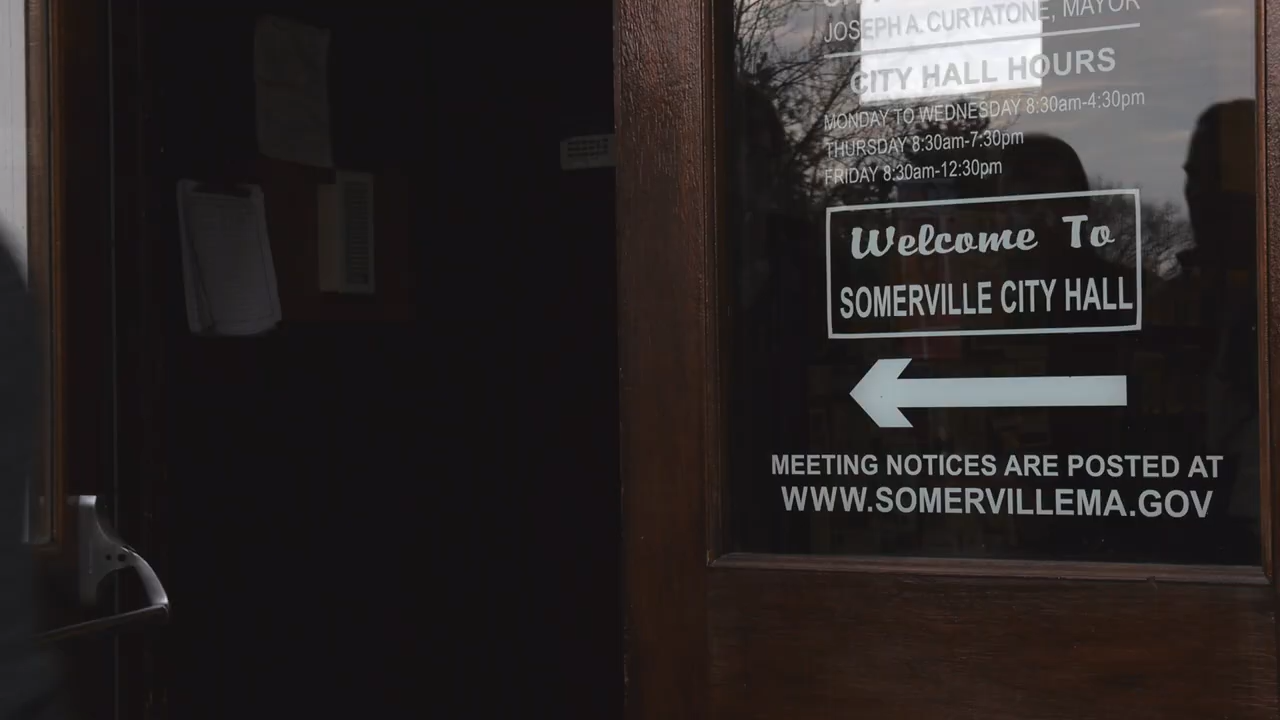 JOSEPH A. CURTATONE, MAYOR
CITY HALL HOURS
MONDAY TO WEDNESDAY 8:30am-4:30pm
THURSDAY 8:30am-7:30pm
FRIDAY 8:30am-12:30pm
Welcome To
SOMERVILLE CITY HALL
MEETING NOTICES ARE POSTED AT
WWW.SOMERVILLEMA.GOV